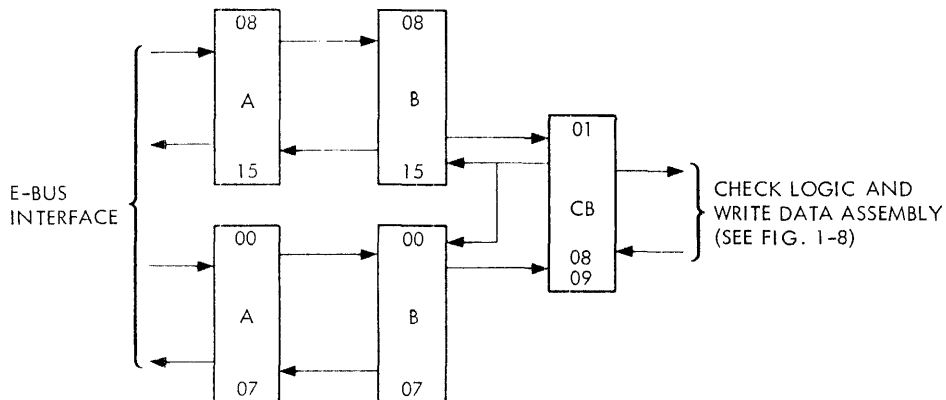 08
A
15
08
B
15
01
CB
08
09
E-BUS
INTERFACE
CHECK LOGIC AND
WRITE DATA ASSEMBLY
(SEE FIG. 1-8)
00
A
07
00
B
07